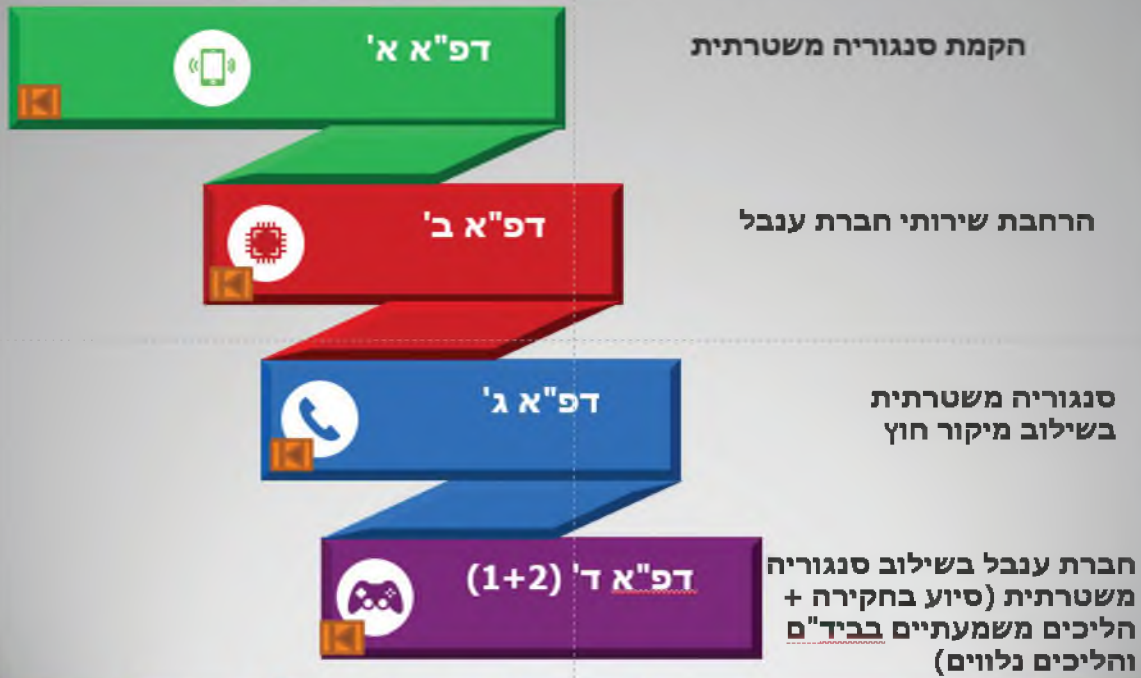 דפ"א א'
הקמת סנגוריה משטרתית
דפ"א ב'
הרחבת שירותי חברת ענבל
דפ"א ג'
סנגוריה משטרתית
בשילוב מיקור חוץ
דפ"א ד' (1+2)
חברת ענבל בשילוב סנגוריה
משטרתית (סיוע בחקירה +
הליכים משמעתיים בביד"ם
והליכים נלווים)